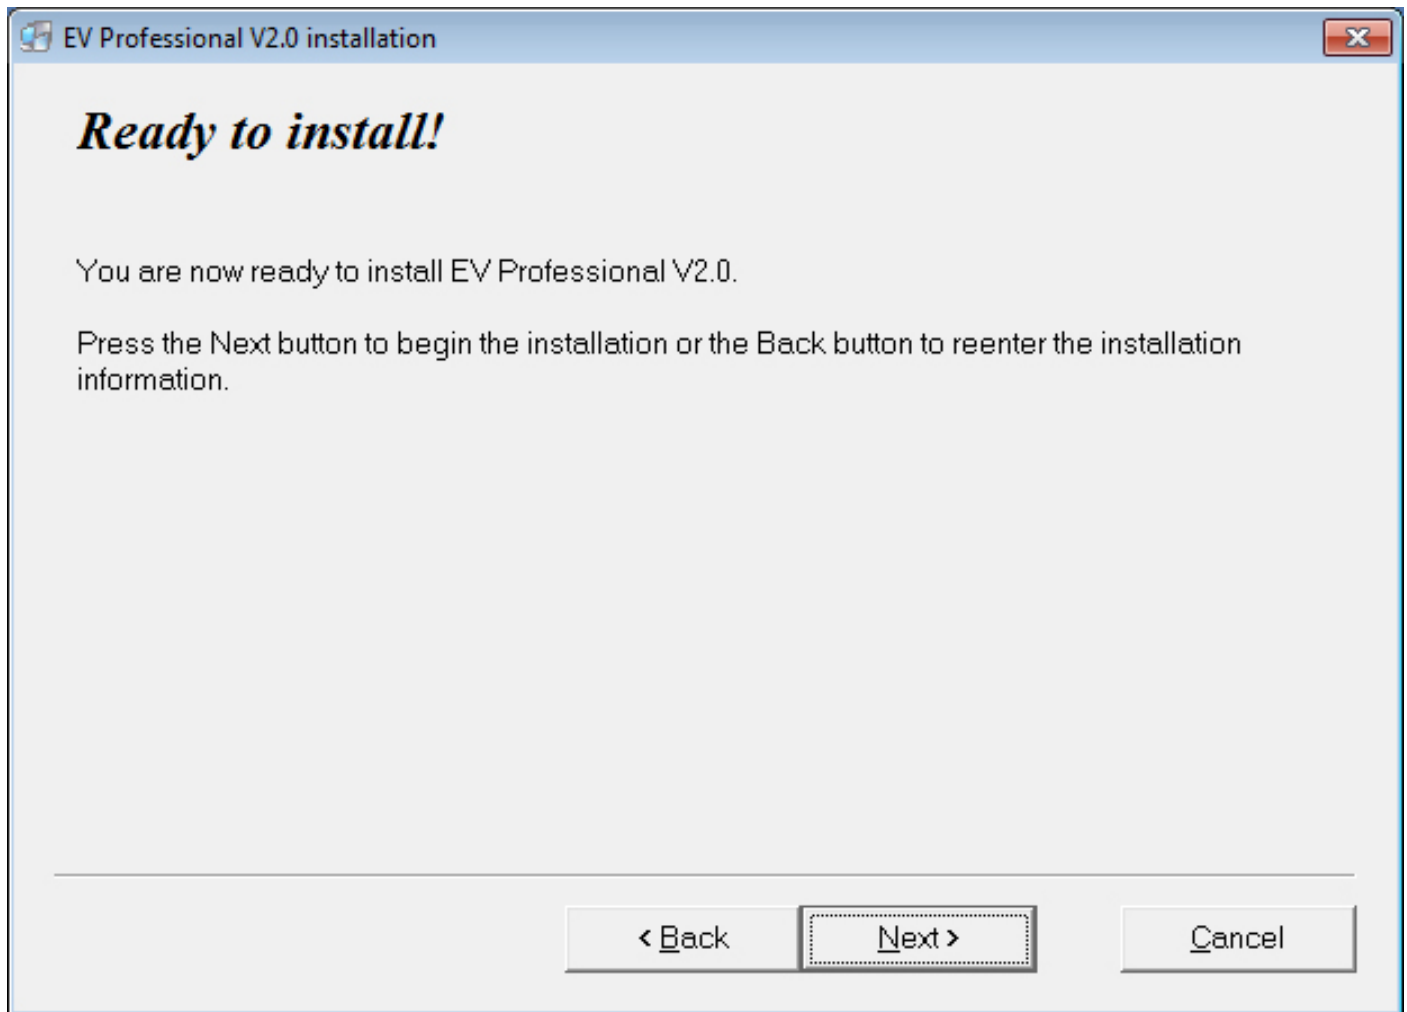 EV Professional V2.0 installation
Ready to install!
You are now ready to install EV Professional V2.0.
Press the Next button to begin the installation or the Back button to reenter the installation
information.
< Back
Next >
Cancel